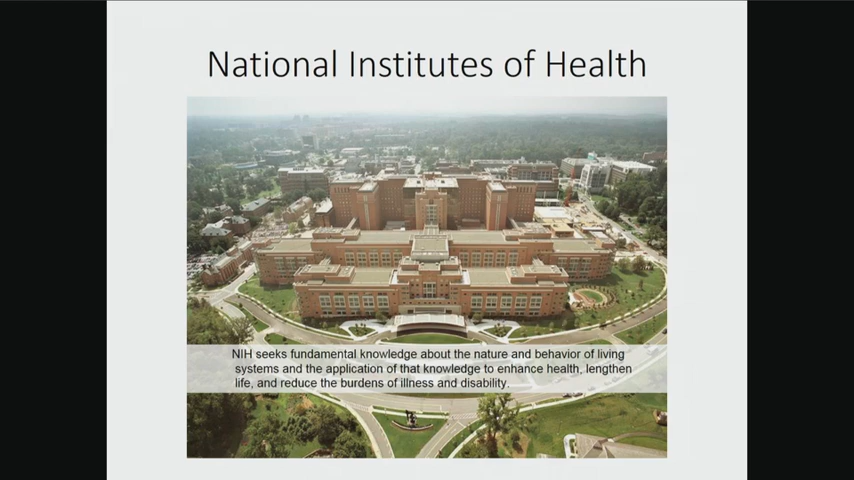 National Institutes of Health
NIH seeks fundamental knowledge about the nature and behavior of living
systems and the application of that knowledge to enhance health, lengthen
life, and reduce the burdens of illness and disability.